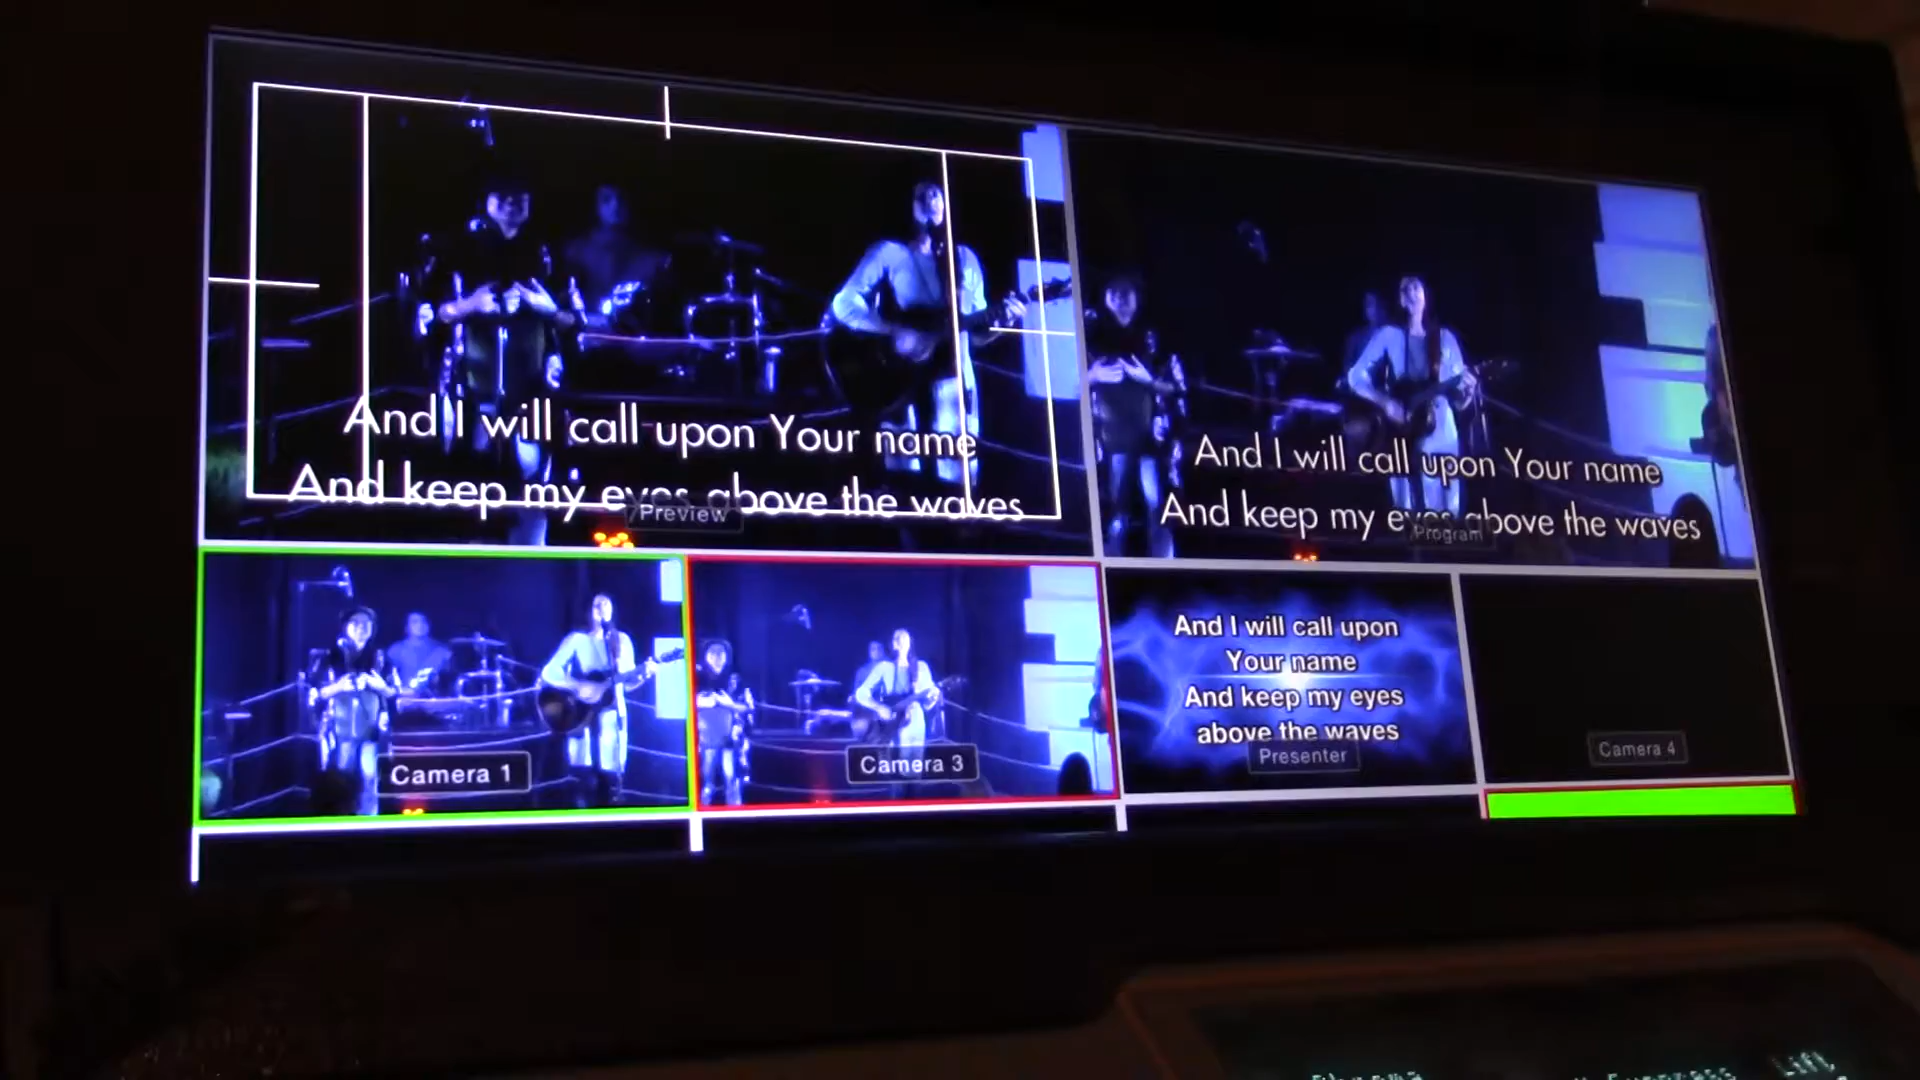 And I will call upon Your name
And keep my eyes above the waves
Preview
And I will call upon Your name
And keep my eyes above the waves
Program
Camera 1
Camera 3
And I will call upon
Your name
And keep my eyes
above the waves
Presenter
Camera 4
Lift